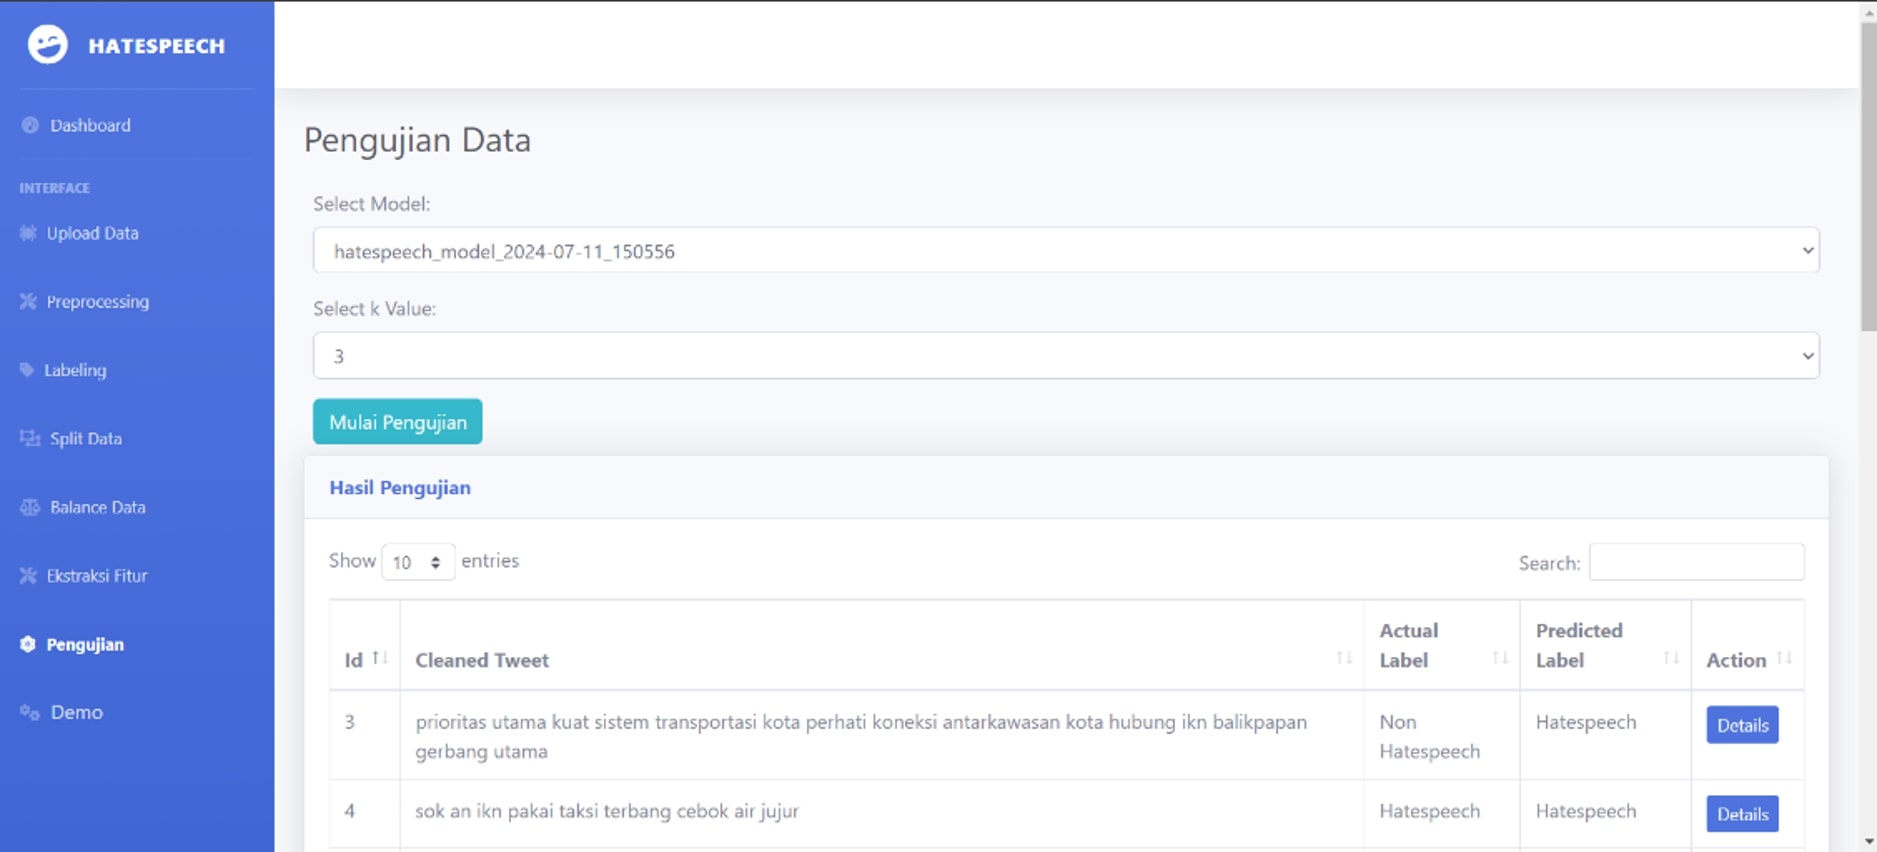 HATESPEECH
Dashboard
INTERFACE
Upload Data
Preprocessing
Labeling
Split Data
Balance Data
Ekstraksi Fitur
Pengujian
Demo
Pengujian Data
Select Model:
hatespeech_model_2024-07-11_150556
Select k Value:
3
Mulai Pengujian
Hasil Pengujian
Show 10 entries
Search:
Id
Cleaned Tweet
Actual
Label
Predicted
Label
Action
3
prioritas utama kuat sistem transportasi kota perhati koneksi antarkawasan kota hubung ikn balikpapan
gerbang utama
Non
Hatespeech
Hatespeech
Details
4
sok an ikn pakai taksi terbang cebok air jujur
Hatespeech
Hatespeech
Details